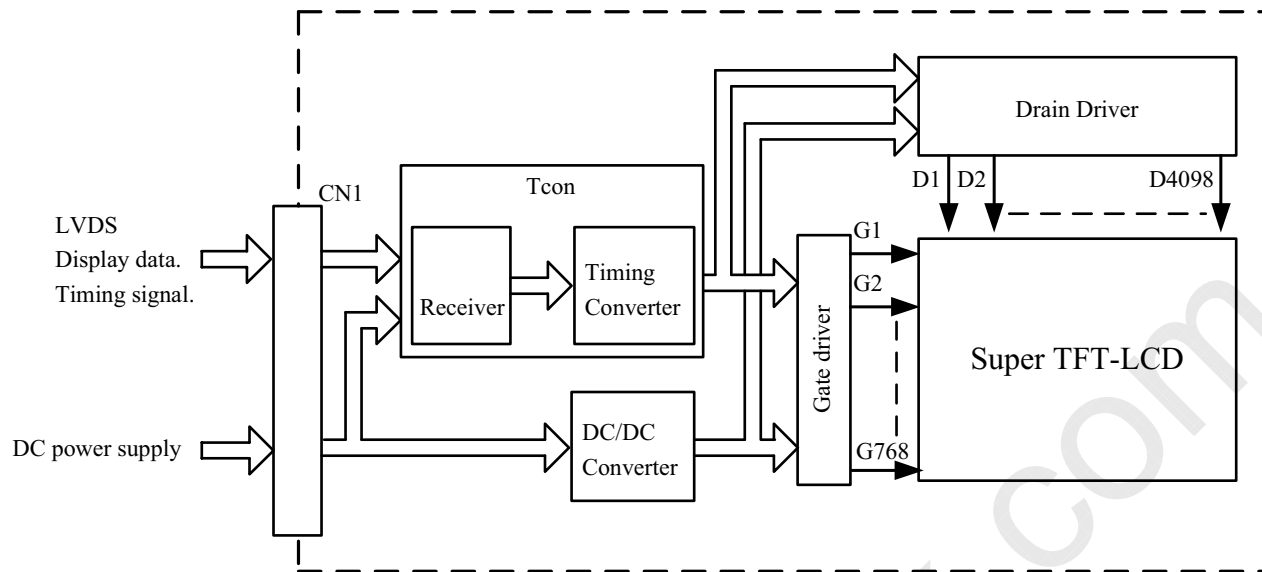 Drain Driver
D1
D2
D4098
CN1
Tcon
LVDS
Display data.
Timing signal.
Receiver
Timing
Converter
G1
G2
Gate driver
Super TFT-LCD
DC power supply
DC/DC
Converter
G768
com